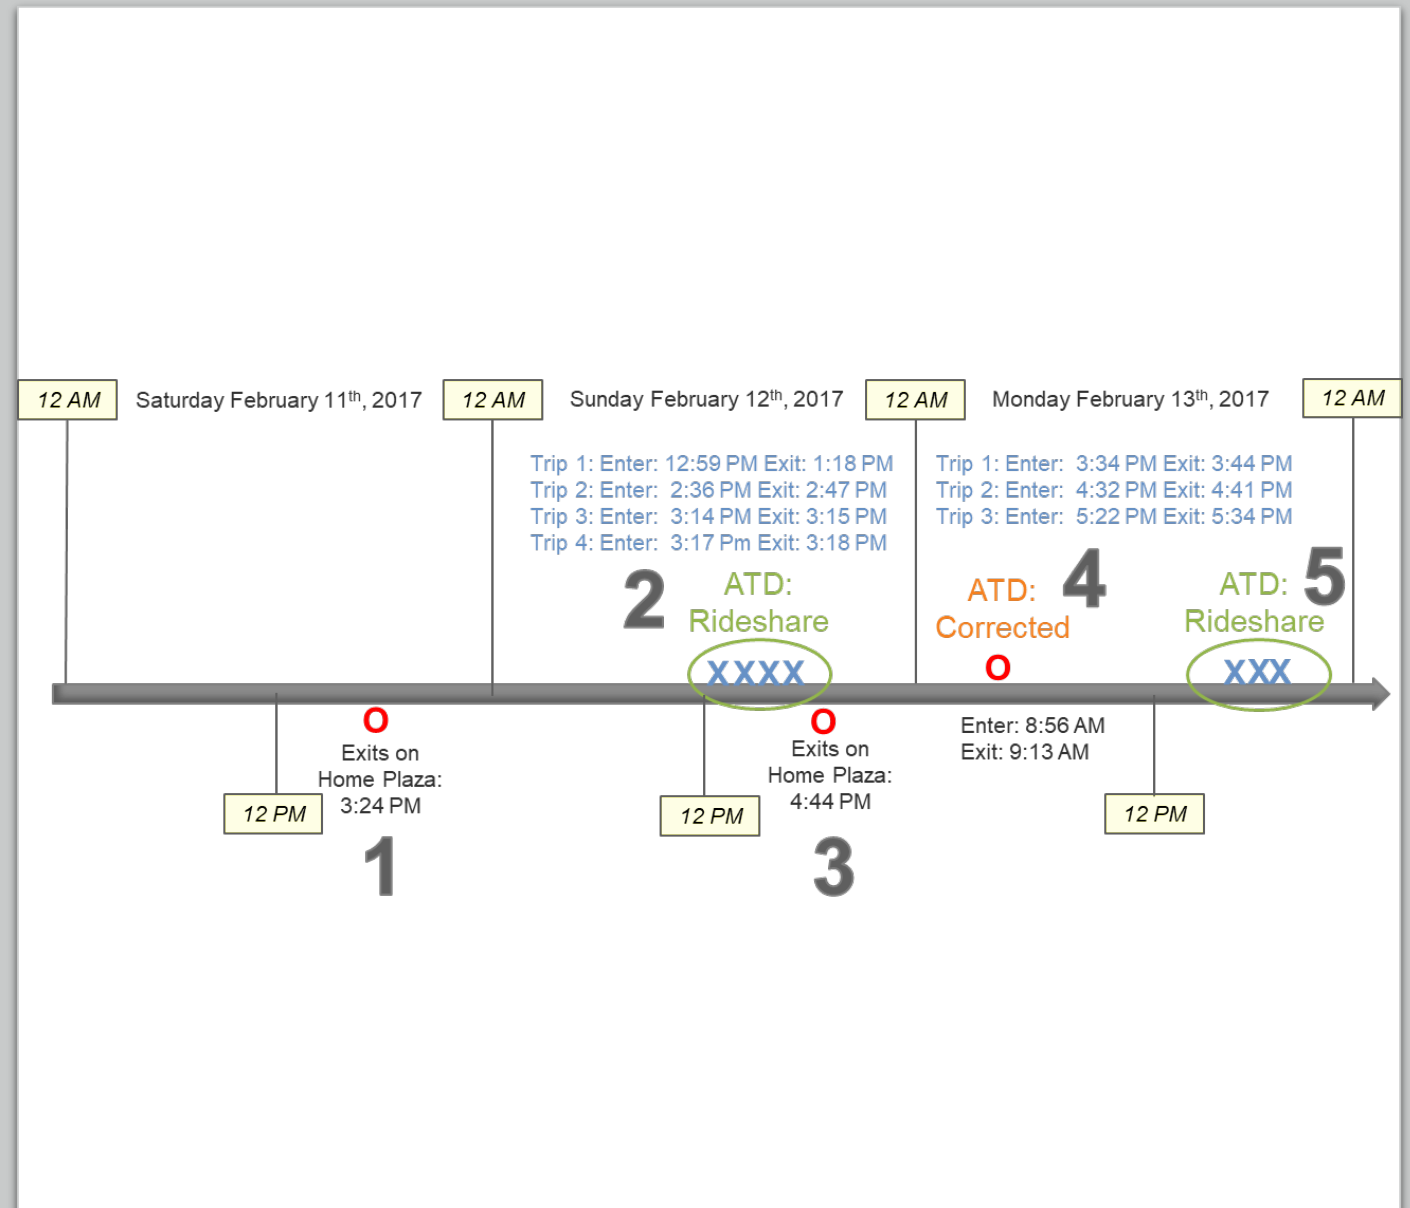 12 AM
Saturday February 11th, 2017
12 AM
Sunday February 12th, 2017
12 AM
Monday February 13th, 2017
12 AM
Trip 1: Enter: 12:59 PM Exit: 1:18 PM
Trip 2: Enter: 2:36 PM Exit: 2:47 PM
Trip 3: Enter: 3:14 PM Exit: 3:15 PM
Trip 4: Enter: 3:17 Pm Exit: 3:18 PM
Trip 1: Enter: 3:34 PM Exit: 3:44 PM
Trip 2: Enter: 4:32 PM Exit: 4:41 PM
Trip 3: Enter: 5:22 PM Exit: 5:34 PM
2
ATD:
Rideshare
XXXX
ATD:
Corrected
4
O
ATD:
Rideshare
5
XXX
O
Exits on
Home Plaza:
3:24 PM
12 PM
1
O
Exits on
Home Plaza:
4:44 PM
12 PM
3
Enter: 8:56 AM
Exit: 9:13 AM
12 PM